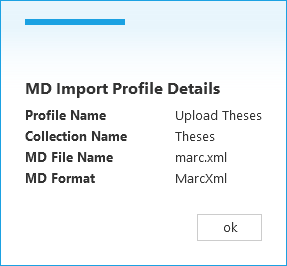 MD Import Profile Details
Profile Name Upload Theses
Collection Name Theses
MD File Name marc.xml
MD Format MarcXml
ok